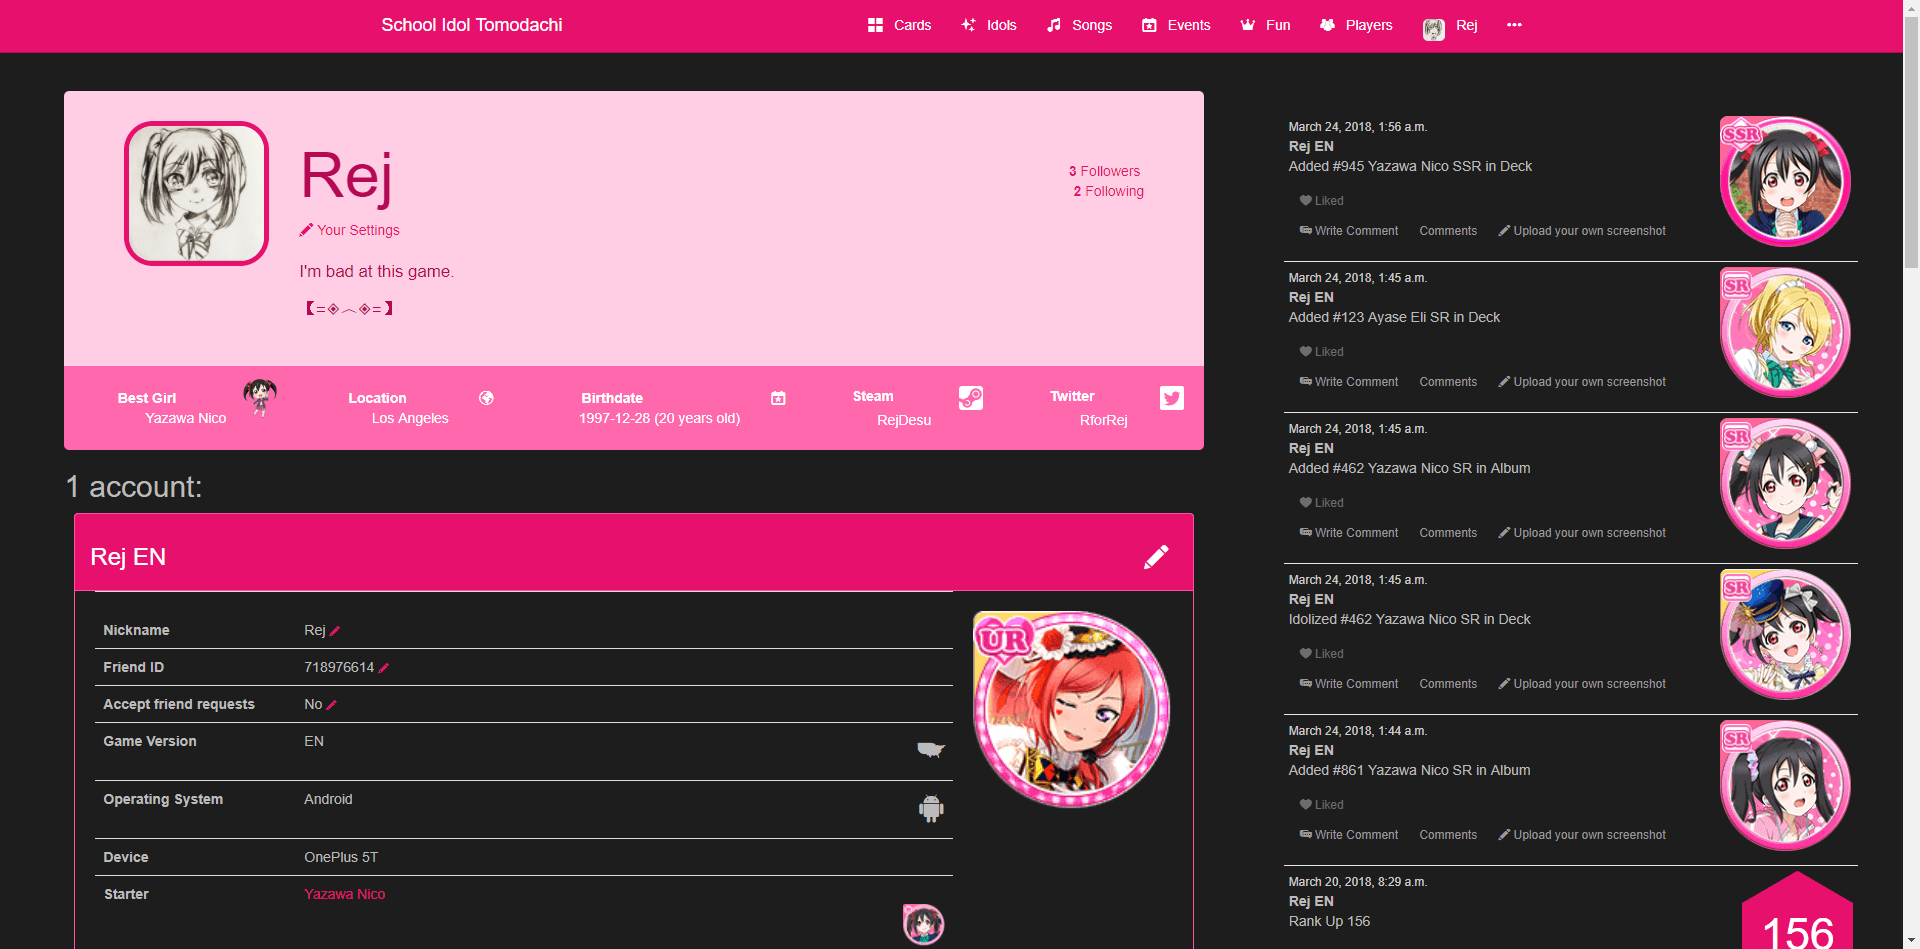 School Idol Tomodachi
Cards
Idols
Songs
Events
Fun
Players
Rej
Rej
Your Settings
I'm bad at this game.
【=◈︿◈=】
3 Followers
2 Following
Best Girl
Yazawa Nico
Location
Los Angeles
Birthdate
1997-12-28 (20 years old)
Steam
RejDesu
Twitter
RforRej
1 account:
Rej EN
Nickname Rej
Friend ID 718976614
Accept friend requests No
Game Version EN
Operating System Android
Device OnePlus 5T
Starter Yazawa Nico
UR
March 24, 2018, 1:56 a.m.
Rej EN
Added #945 Yazawa Nico SSR in Deck
Liked
Write Comment Comments Upload your own screenshot
SSR
March 24, 2018, 1:45 a.m.
Rej EN
Added #123 Ayase Eli SR in Deck
Liked
Write Comment Comments Upload your own screenshot
SR
March 24, 2018, 1:45 a.m.
Rej EN
Added #462 Yazawa Nico SR in Album
Liked
Write Comment Comments Upload your own screenshot
SR
March 24, 2018, 1:45 a.m.
Rej EN
Idolized #462 Yazawa Nico SR in Deck
Liked
Write Comment Comments Upload your own screenshot
SR
March 24, 2018, 1:44 a.m.
Rej EN
Added #861 Yazawa Nico SR in Album
Liked
Write Comment Comments Upload your own screenshot
SR
March 20, 2018, 8:29 a.m.
Rej EN
Rank Up 156
156